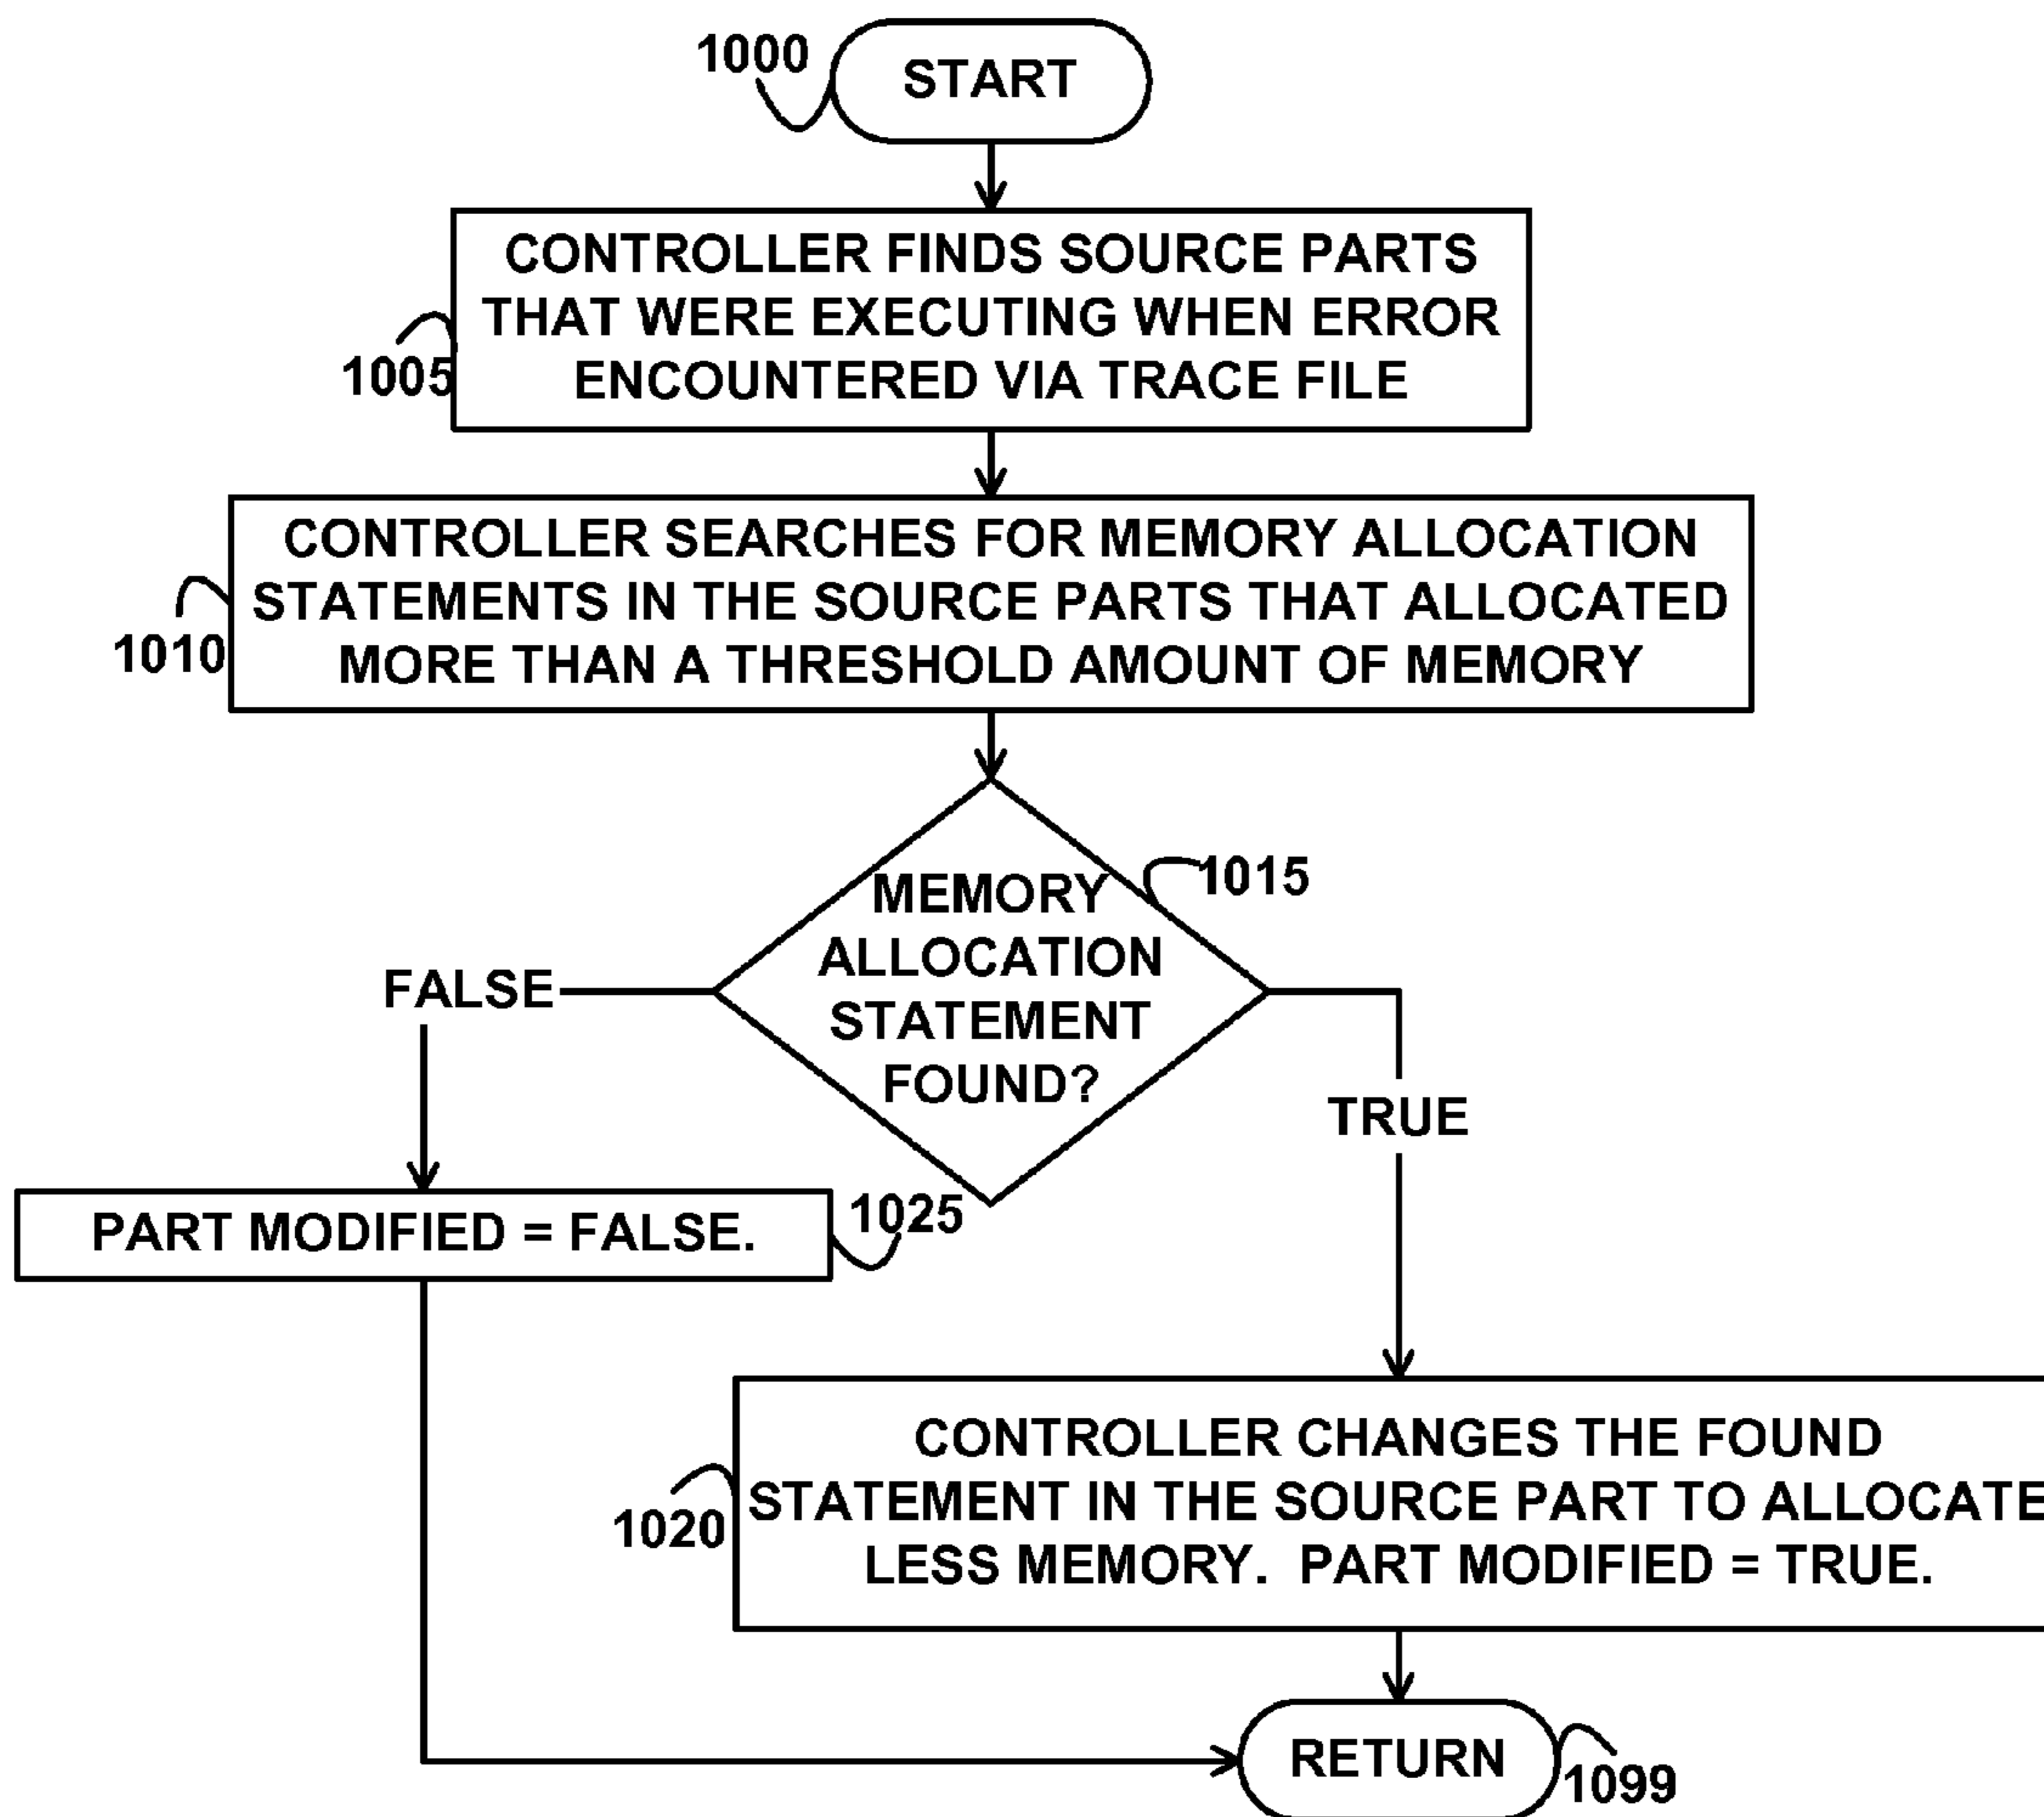 1000
START
CONTROLLER FINDS SOURCE PARTS
THAT WERE EXECUTING WHEN ERROR
ENCOUNTERED VIA TRACE FILE
1005
CONTROLLER SEARCHES FOR MEMORY ALLOCATION
STATEMENTS IN THE SOURCE PARTS THAT ALLOCATED
MORE THAN A THRESHOLD AMOUNT OF MEMORY
1010
MEMORY
ALLOCATION
STATEMENT
FOUND?
1015
FALSE
TRUE
PART MODIFIED = FALSE.
1025
CONTROLLER CHANGES THE FOUND
STATEMENT IN THE SOURCE PART TO ALLOCATE
LESS MEMORY.  PART MODIFIED = TRUE.
1020
RETURN
1099